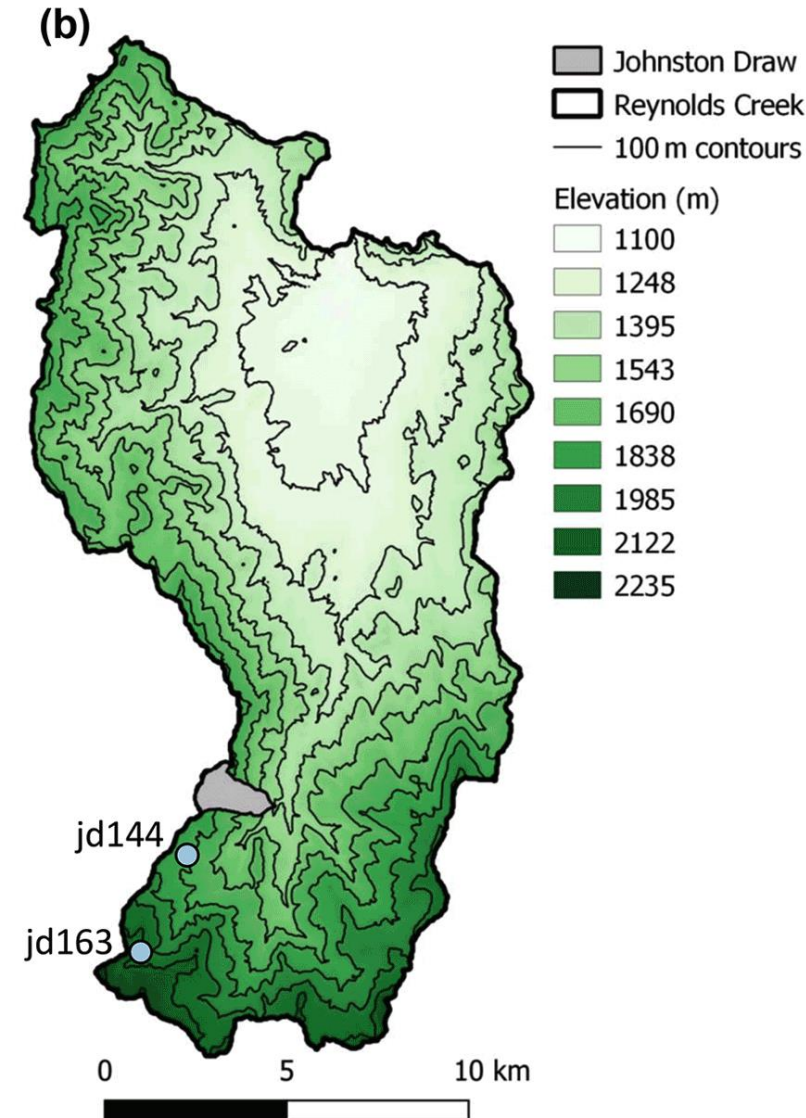 (b)
Johnston Draw
Reynolds Creek
100 m contours
Elevation (m)
1100
1248
1395
1543
1690
1838
1985
2122
2235
jd144
jd163
0 5 10 km